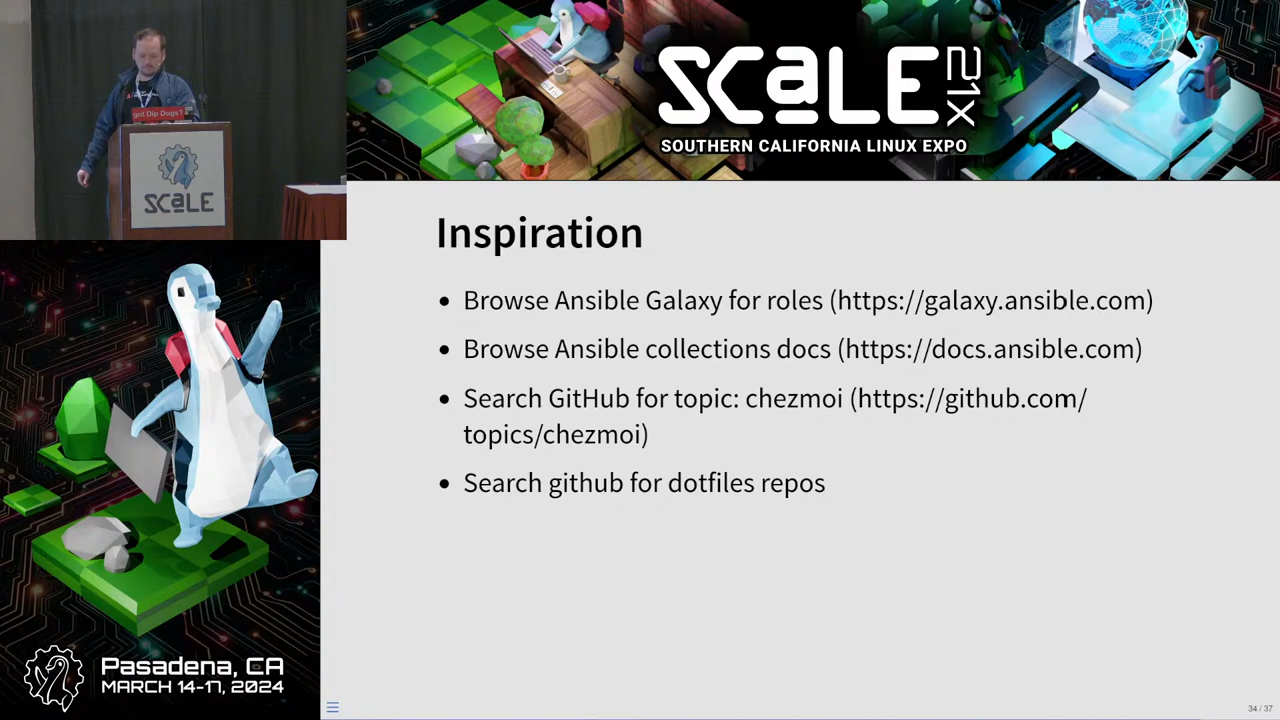 got Dip Dogs?
SCaLE
SCaLE 21X
SOUTHERN CALIFORNIA LINUX EXPO
Inspiration
• Browse Ansible Galaxy for roles (https://galaxy.ansible.com)
• Browse Ansible collections docs (https://docs.ansible.com)
• Search GitHub for topic: chezmoi (https://github.com/
topics/chezmoi)
• Search github for dotfiles repos
Pasadena, CA
MARCH 14-17, 2024
34 / 37